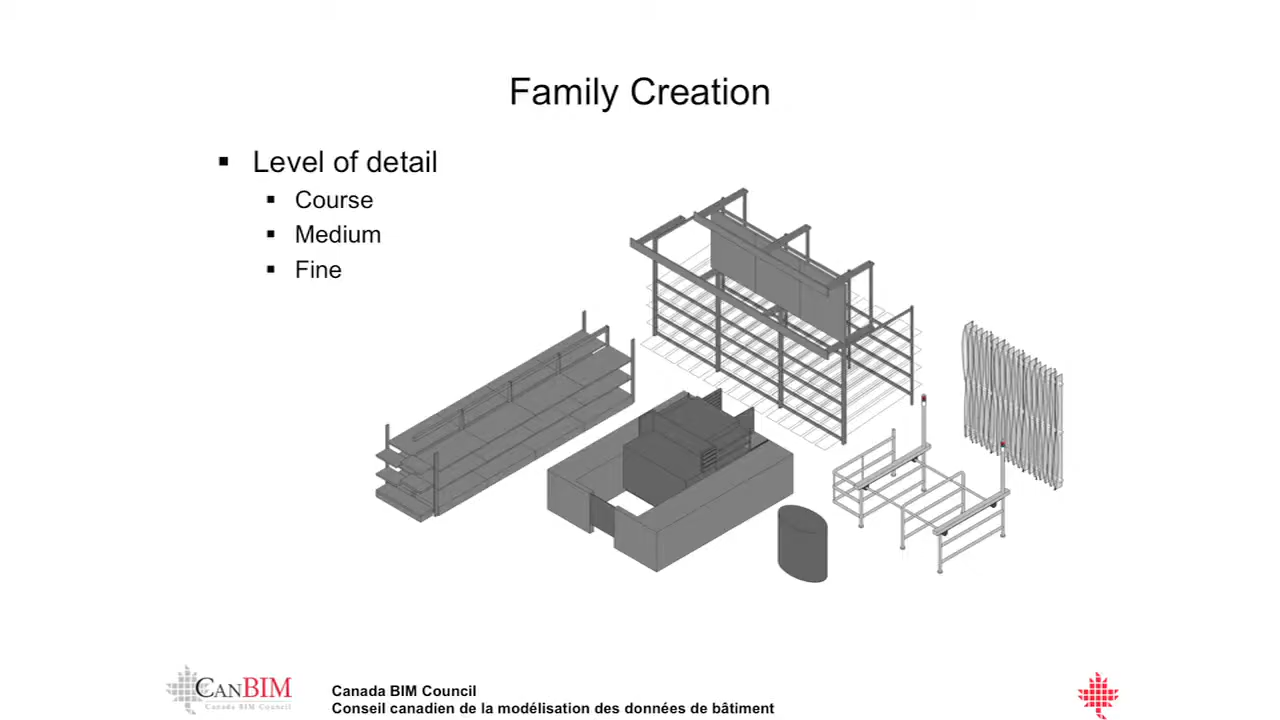 Family Creation
▪ Level of detail
▪ Course
▪ Medium
▪ Fine
CANBIM
Canada BIM Council
Canada BIM Council
Conseil canadien de la modélisation des données de bâtiment